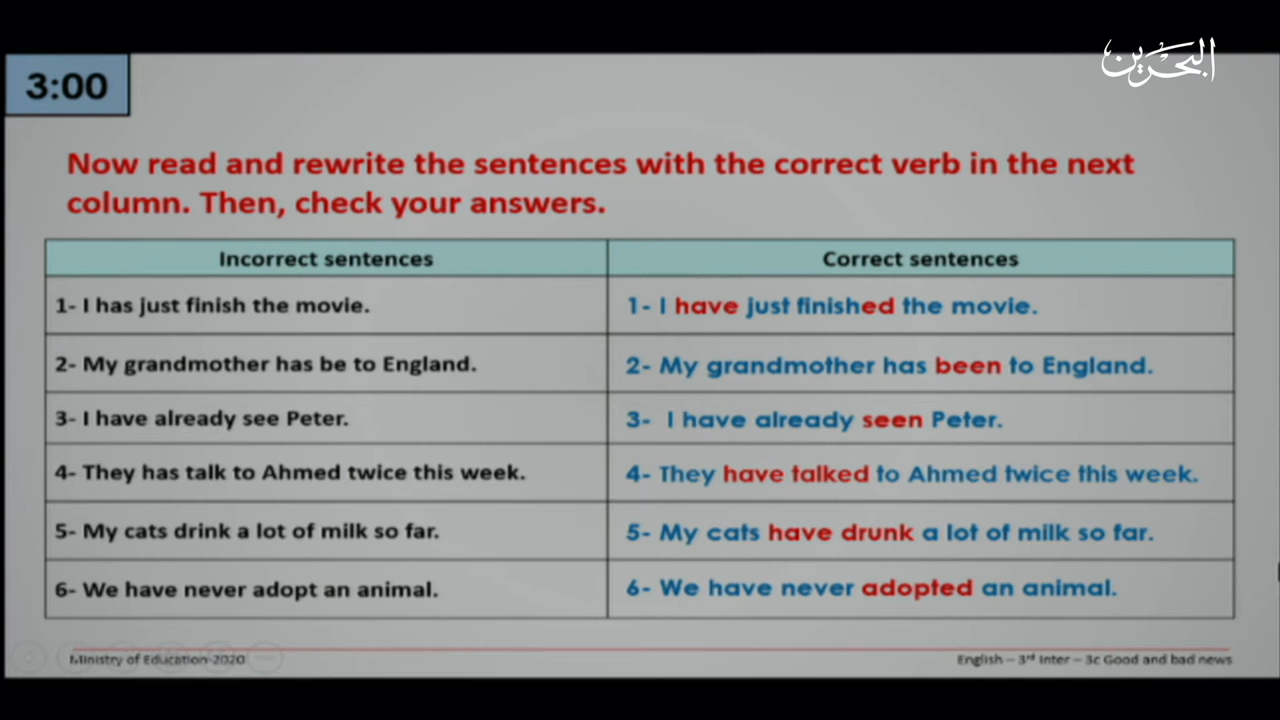 البحرين
3:00
Now read and rewrite the sentences with the correct verb in the next
column. Then, check your answers.
Incorrect sentences
Correct sentences
1- I has just finish the movie.
1- I have just finished the movie.
2- My grandmother has be to England.
2- My grandmother has been to England.
3- I have already see Peter.
3- I have already seen Peter.
4- They has talk to Ahmed twice this week.
4- They have talked to Ahmed twice this week.
5- My cats drink a lot of milk so far.
5- My cats have drunk a lot of milk so far.
6- We have never adopt an animal.
6- We have never adopted an animal.
Ministry of Education-2020
English – 3rd Inter – 3c Good and bad news